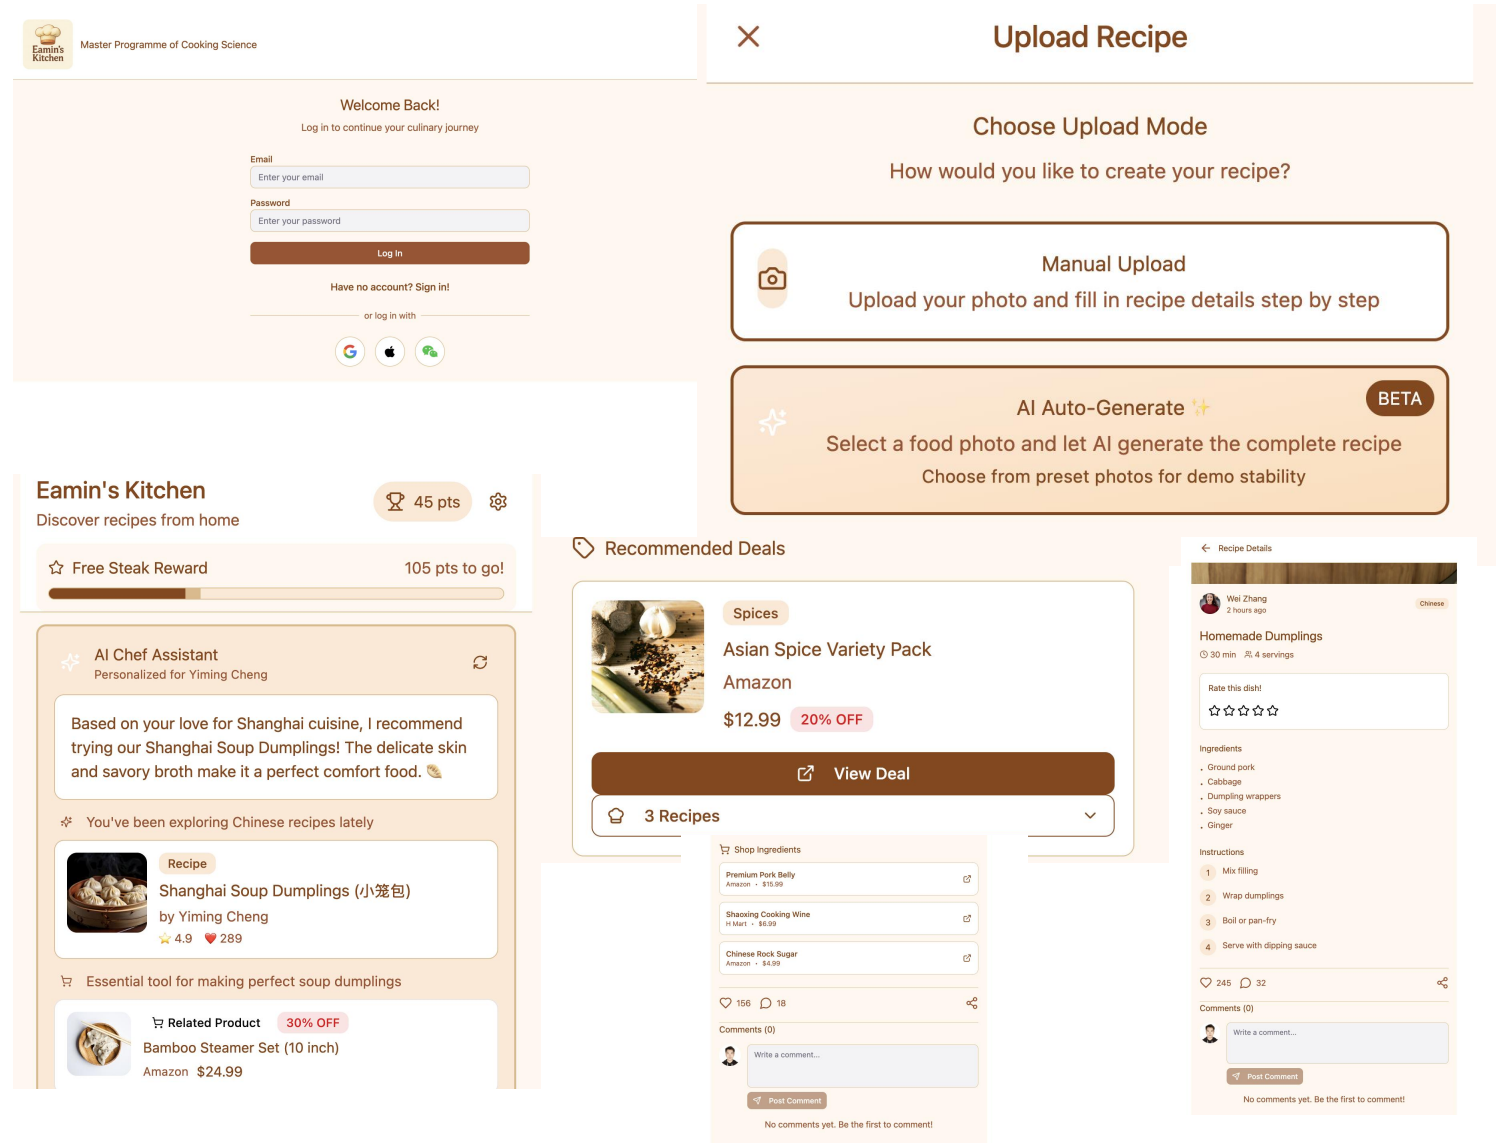 Eamin's
Kitchen
Master Programme of Cooking Science
Welcome Back!
Log in to continue your culinary journey
Email
Enter your email
Password
Enter your password
Log In
Have no account? Sign in!
or log in with
Upload Recipe
Choose Upload Mode
How would you like to create your recipe?
Manual Upload
Upload your photo and fill in recipe details step by step
BETA
AI Auto-Generate ✨
Select a food photo and let AI generate the complete recipe
Choose from preset photos for demo stability
Eamin's Kitchen
Discover recipes from home
45 pts
Free Steak Reward
105 pts to go!
AI Chef Assistant
Personalized for Yiming Cheng
Based on your love for Shanghai cuisine, I recommend
trying our Shanghai Soup Dumplings! The delicate skin
and savory broth make it a perfect comfort food. 🥟
You've been exploring Chinese recipes lately
Recipe
Shanghai Soup Dumplings (小笼包)
by Yiming Cheng
⭐ 4.9 ❤️ 289
Essential tool for making perfect soup dumplings
Related Product 30% OFF
Bamboo Steamer Set (10 inch)
Amazon $24.99
Recommended Deals
Spices
Asian Spice Variety Pack
Amazon
$12.99 20% OFF
View Deal
3 Recipes
Shop Ingredients
Premium Pork Belly
Amazon • $15.99
Shaoxing Cooking Wine
H Mart • $6.99
Chinese Rock Sugar
Amazon • $4.99
156 18
Comments (0)
Write a comment...
Post Comment
No comments yet. Be the first to comment!
Recipe Details
Wei Zhang
2 hours ago
Chinese
Homemade Dumplings
30 min 4 servings
Rate this dish!
Ingredients
• Ground pork
• Cabbage
• Dumpling wrappers
• Soy sauce
• Ginger
Instructions
1 Mix filling
2 Wrap dumplings
3 Boil or pan-fry
4 Serve with dipping sauce
245 32
Comments (0)
Write a comment...
Post Comment
No comments yet. Be the first to comment!